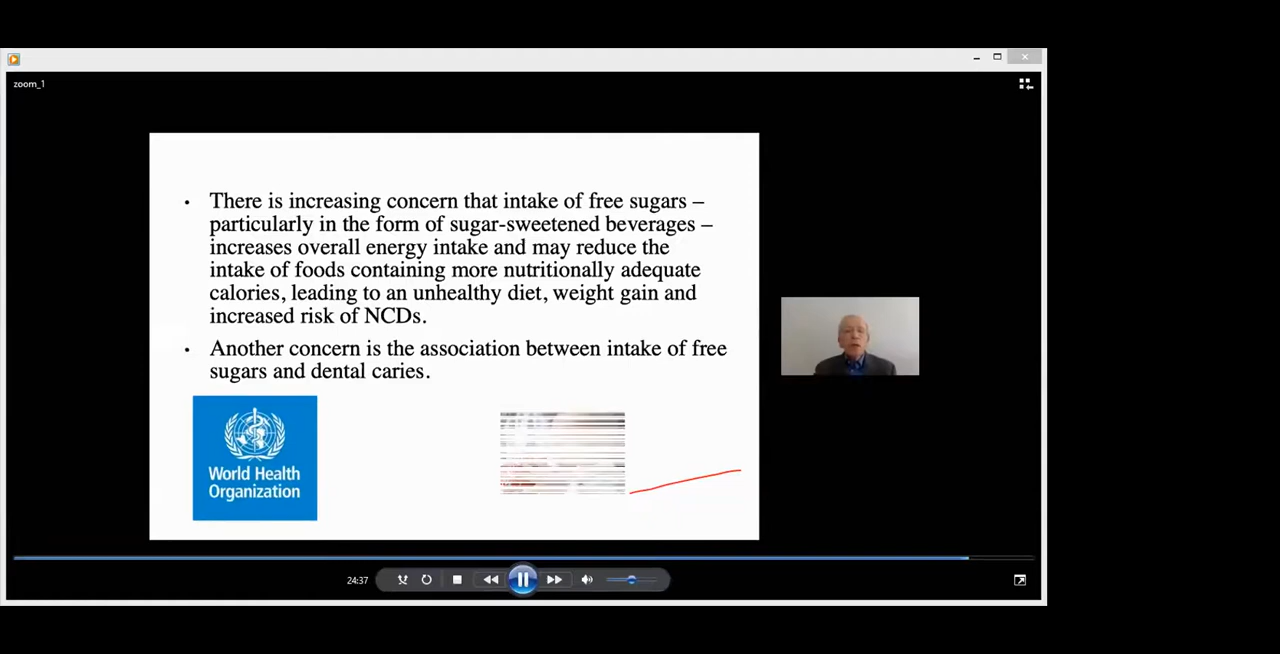 zoom_1
• There is increasing concern that intake of free sugars –
particularly in the form of sugar-sweetened beverages –
increases overall energy intake and may reduce the
intake of foods containing more nutritionally adequate
calories, leading to an unhealthy diet, weight gain and
increased risk of NCDs.
• Another concern is the association between intake of free
sugars and dental caries.
World Health
Organization
24:37